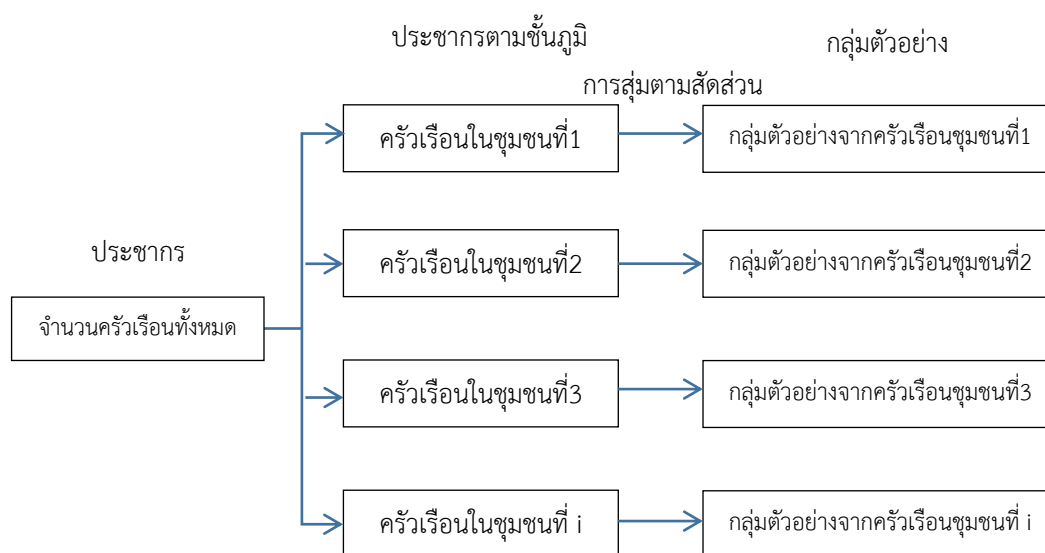 ประชากรตามชั้นภูมิ
กลุ่มตัวอย่าง
การสุ่มตามสัดส่วน
ครัวเรือนในชุมชนที่1
กลุ่มตัวอย่างจากครัวเรือนชุมชนที่1
ประชากร
ครัวเรือนในชุมชนที่2
กลุ่มตัวอย่างจากครัวเรือนชุมชนที่2
จำนวนครัวเรือนทั้งหมด
ครัวเรือนในชุมชนที่3
กลุ่มตัวอย่างจากครัวเรือนชุมชนที่3
ครัวเรือนในชุมชนที่ i
กลุ่มตัวอย่างจากครัวเรือนชุมชนที่ i